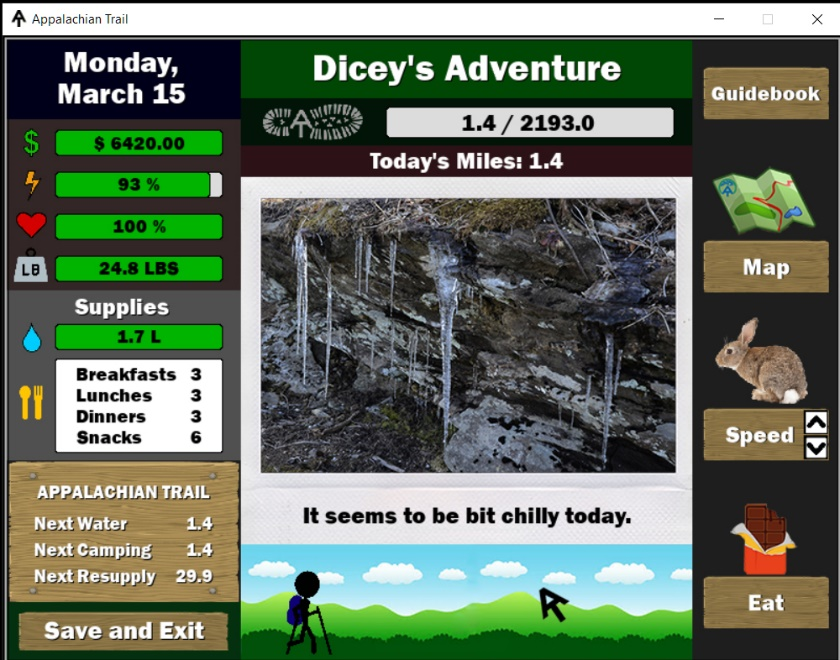 Appalachian Trail
Monday,
March 15
$ 6420.00
93 %
100 %
LB
24.8 LBS
Supplies
1.7 L
Breakfasts 3
Lunches 3
Dinners 3
Snacks 6
APPALACHIAN TRAIL
Next Water 1.4
Next Camping 1.4
Next Resupply 29.9
Save and Exit
Dicey's Adventure
1.4 / 2193.0
Today's Miles: 1.4
It seems to be bit chilly today.
Guidebook
Map
Speed
Eat